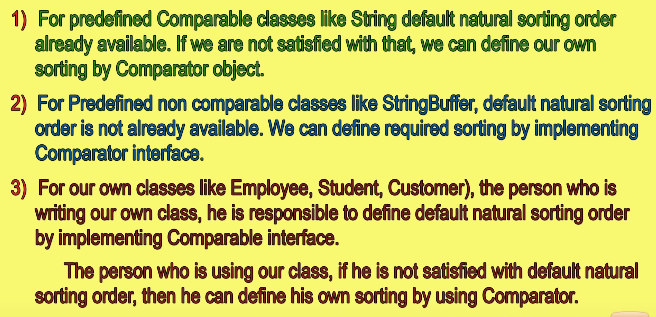 1) For predefined Comparable classes like String default natural sorting order
already available. If we are not satisfied with that, we can define our own
sorting by Comparator object.
2) For Predefined non comparable classes like StringBuffer, default natural sorting
order is not already available. We can define required sorting by implementing
Comparator interface.
3) For our own classes like Employee, Student, Customer), the person who is
writing our own class, he is responsible to define default natural sorting order
by implementing Comparable interface.
The person who is using our class, if he is not satisfied with default natural
sorting order, then he can define his own sorting by using Comparator.